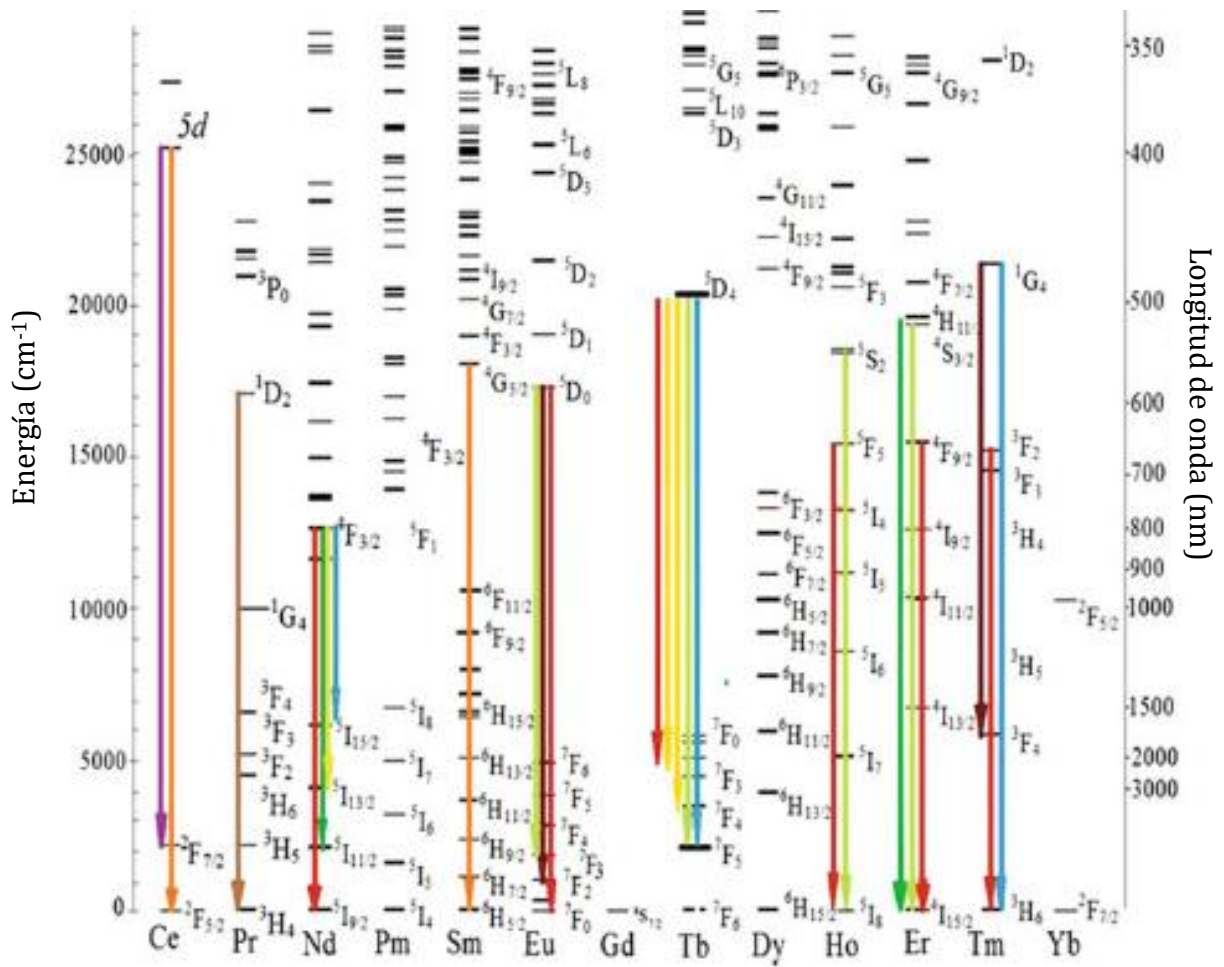 Energía (cm⁻¹)
25000
20000
15000
10000
5000
0
5d
²F₇/₂
²F₅/₂
Ce
³P₀
¹D₂
¹G₄
³F₄
³F₃
³F₂
³H₆
³H₅
³H₄
Pr
⁴F₃/₂
⁵I₁₅/₂
⁵I₁₃/₂
⁵I₁₁/₂
⁵I₉/₂
Nd
⁵F₁
⁵I₈
⁵I₇
⁵I₆
⁵I₅
⁵I₄
Pm
⁴F₉/₂
⁴I₉/₂
⁴G₇/₂
⁴F₃/₂
⁴G₅/₂
⁴F₃/₂
⁶F₁₁/₂
⁶F₉/₂
⁶H₁₅/₂
⁶H₁₃/₂
⁶H₁₁/₂
⁶H₉/₂
⁶H₇/₂
⁶H₅/₂
Sm
⁵L₈
⁵L₆
⁵D₃
⁵D₂
⁵D₁
⁵D₀
⁷F₆
⁷F₅
⁷F₄
⁷F₃
⁷F₂
⁷F₀
Eu
Gd
⁵G₅
⁵L₁₀
⁵D₃
⁵D₄
⁷F₀
⁷F₃
⁷F₄
⁷F₅
⁷F₆
Tb
⁴G₁₁/₂
⁴I₁₅/₂
⁴F₉/₂
⁶F₃/₂
⁶F₅/₂
⁶F₇/₂
⁶H₅/₂
⁶H₇/₂
⁶H₉/₂
⁶H₁₁/₂
⁶H₁₃/₂
⁶H₁₅/₂
Dy
⁵G₅
⁵F₃
⁵S₂
⁵F₅
⁵I₄
⁵I₅
⁵I₆
⁵I₇
⁵I₈
Ho
⁴G₉/₂
⁴F₇/₂
⁴S₃/₂
⁴F₉/₂
⁴I₉/₂
⁴I₁₁/₂
⁴I₁₃/₂
⁴I₁₅/₂
Er
¹D₂
¹G₄
³F₂
³F₃
³H₄
³H₅
³F₄
³H₆
Tm
²F₅/₂
²F₇/₂
Yb
350
400
500
600
700
800
900
1000
1500
2000
3000
Longitud de onda (nm)